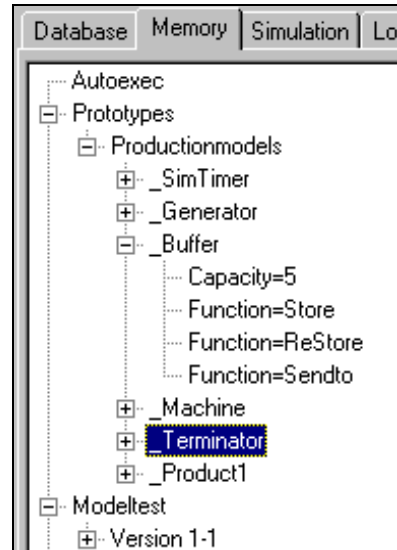 Database Memory Simulation Lo
Autoexec
Prototypes
Productionmodels
_SimTimer
_Generator
_Buffer
Capacity=5
Function=Store
Function=ReStore
Function=Sendto
_Machine
_Terminator
_Product1
Modeltest
Version 1-1